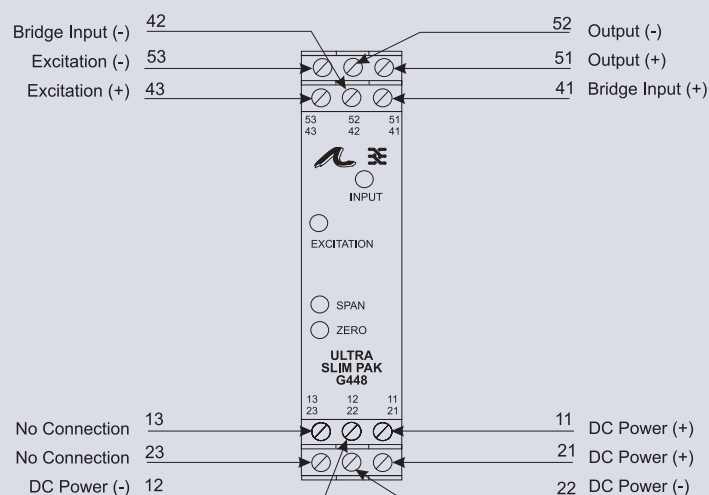 Bridge Input (-) 42
52 Output (-)
Excitation (-) 53
51 Output (+)
Excitation (+) 43
41 Bridge Input (+)
53 52 51
43 42 41
INPUT
EXCITATION
SPAN
ZERO
ULTRA
SLIM PAK
G448
13 12 11
23 22 21
No Connection 13
11 DC Power (+)
No Connection 23
21 DC Power (+)
DC Power (-) 12
22 DC Power (-)